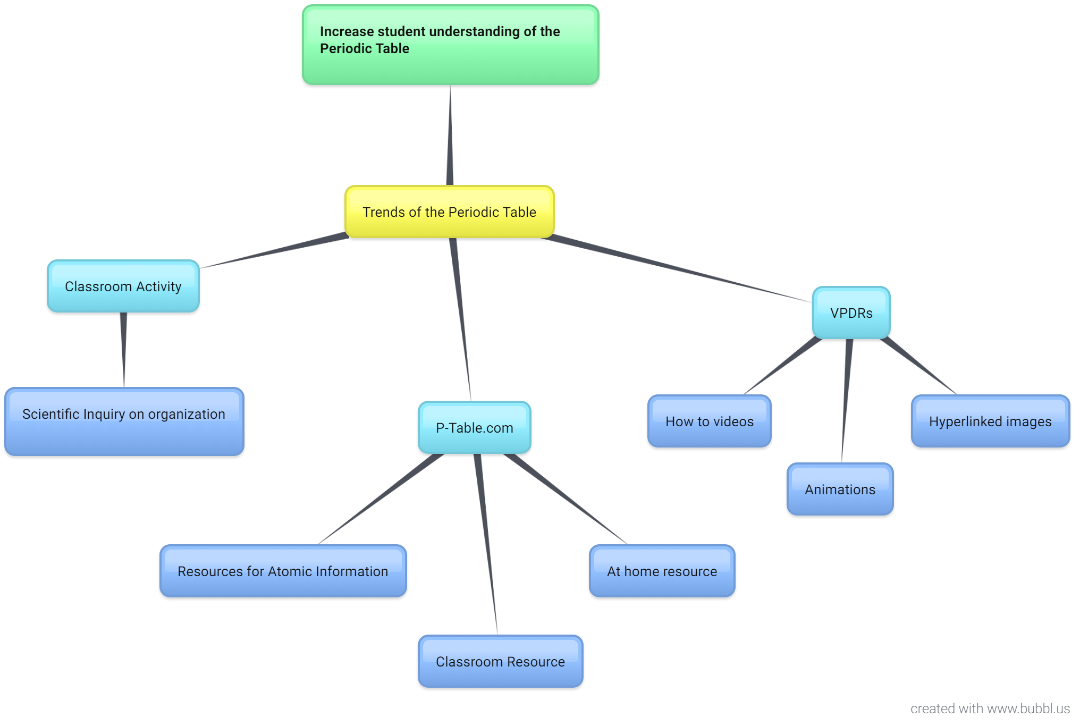 Increase student understanding of the
Periodic Table
Trends of the Periodic Table
Classroom Activity
VPDRs
Scientific Inquiry on organization
P-Table.com
How to videos
Hyperlinked images
Animations
Resources for Atomic Information
At home resource
Classroom Resource
created with www.bubbl.us